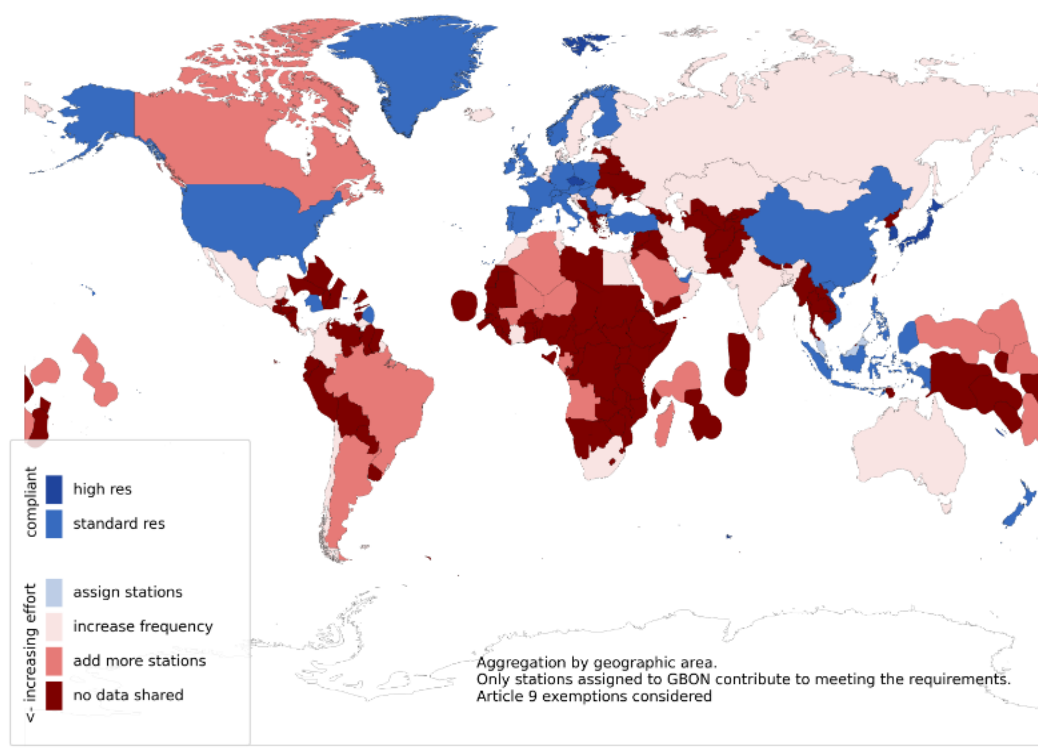 compliant
high res
standard res
<- increasing effort
assign stations
increase frequency
add more stations
no data shared
Aggregation by geographic area.
Only stations assigned to GBON contribute to meeting the requirements.
Article 9 exemptions considered